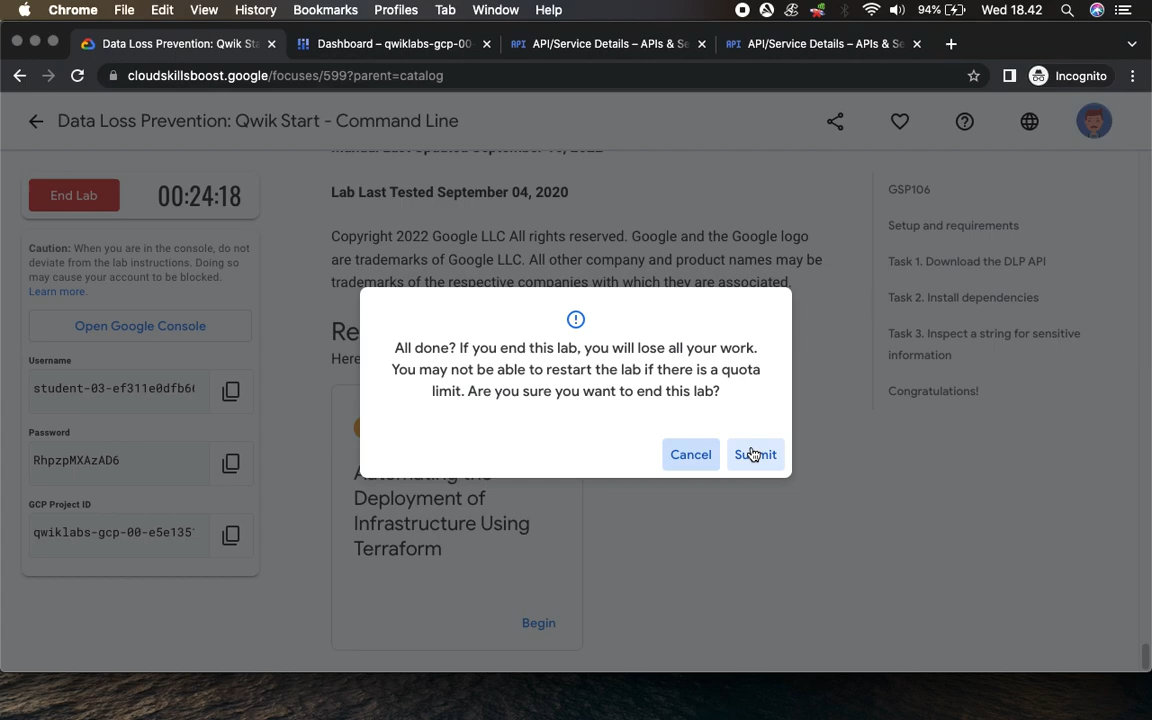 Chrome File Edit View History Bookmarks Profiles Tab Window Help 94% Wed 18.42
Data Loss Prevention: Qwik St Dashboard – qwiklabs-gcp-00 API API/Service Details – APIs & Se API API/Service Details – APIs & Se
cloudskillsboost.google/focuses/599?parent=catalog Incognito
Data Loss Prevention: Qwik Start - Command Line
End Lab 00:24:18
Caution: When you are in the console, do not
deviate from the lab instructions. Doing so
may cause your account to be blocked.
Learn more.
Open Google Console
Username
student-03-ef311e0dfb6
Password
RhpzpMXAzAD6
GCP Project ID
qwiklabs-gcp-00-e5e135
Lab Last Tested September 04, 2020
Copyright 2022 Google LLC All rights reserved. Google and the Google logo
are trademarks of Google LLC. All other company and product names may be
trademarks of the respective companies with which they are associated.
Re
Here
All done? If you end this lab, you will lose all your work.
You may not be able to restart the lab if there is a quota
limit. Are you sure you want to end this lab?
Cancel Submit
Deployment of
Infrastructure Using
Terraform
Begin
GSP106
Setup and requirements
Task 1. Download the DLP API
Task 2. Install dependencies
Task 3. Inspect a string for sensitive
information
Congratulations!